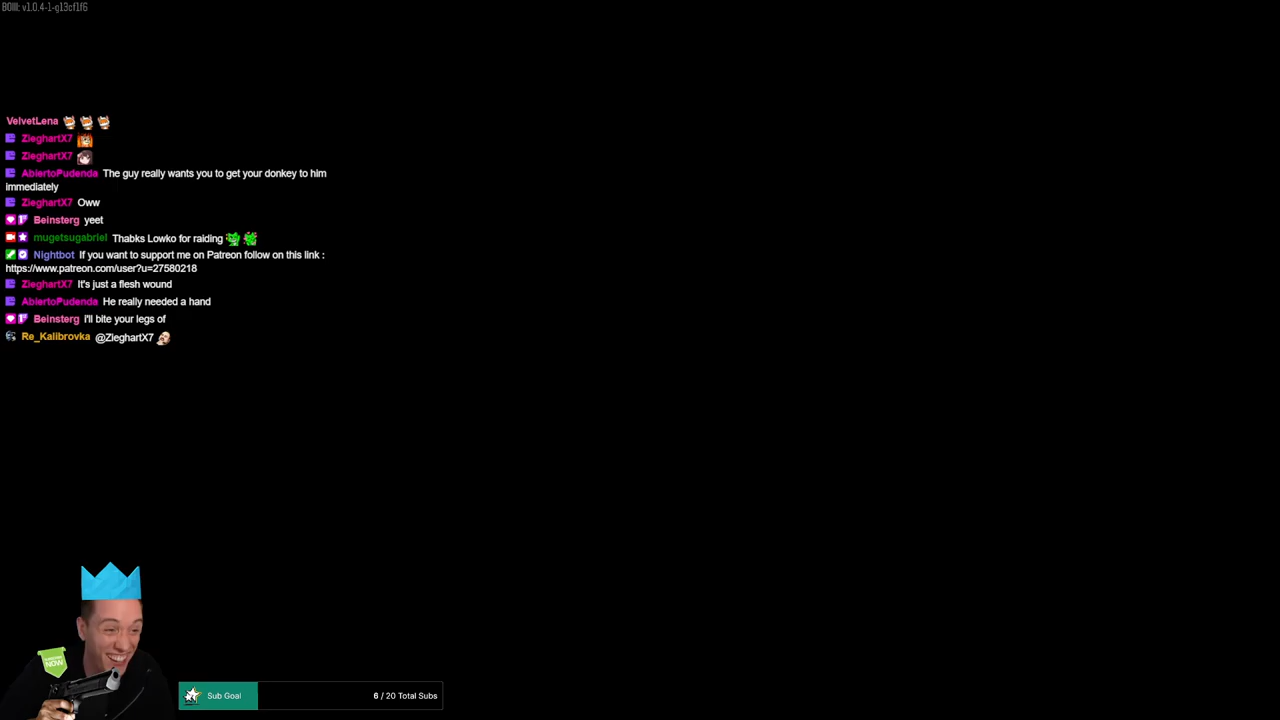 BOIII: v1.0.4-1-g13cf1f6
VelvetLena
ZieghartX7
ZieghartX7
AbiertoPudenda The guy really wants you to get your donkey to him
immediately
ZieghartX7 Oww
Beinsterg yeet
mugetsugabriel Thabks Lowko for raiding
Nightbot If you want to support me on Patreon follow on this link :
https://www.patreon.com/user?u=27580218
ZieghartX7 It's just a flesh wound
AbiertoPudenda He really needed a hand
Beinsterg I'll bite your legs of
Re_Kalibrovka @ZieghartX7
NOW
Sub Goal 6 / 20 Total Subs